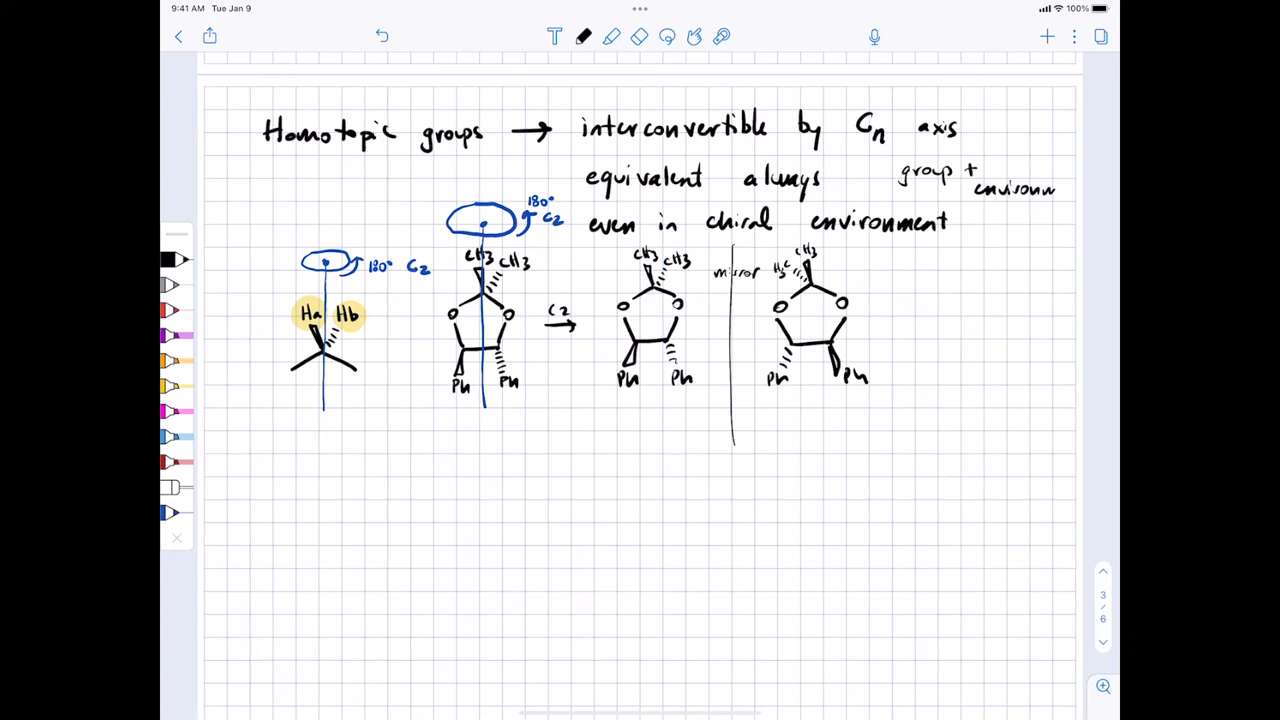 9:41 AM Tue Jan 9
100%
Homotopic groups → interconvertible by Cn axis
equivalent always
group + environm
even in chiral environment
180° C2
180° C2
Ha Hb
CH3 CH3
O O
Ph Ph
C2
CH3 CH3
O O
Ph Ph
mirror
H3C CH3
O O
Ph Ph
3
/
6